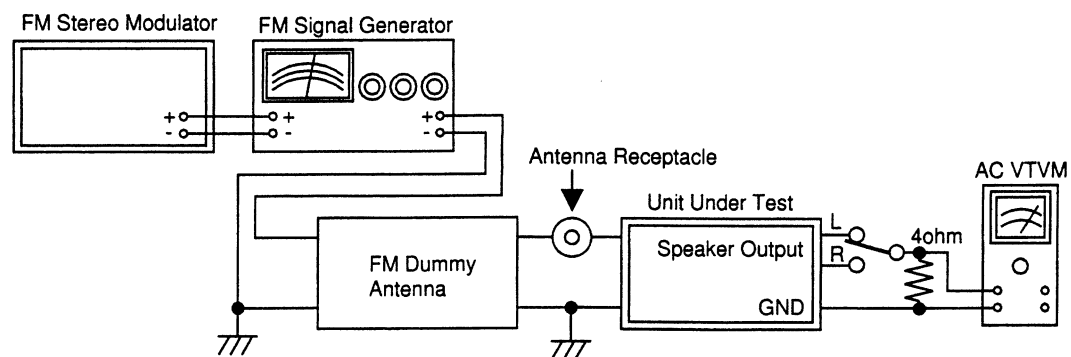 FM Stereo Modulator
FM Signal Generator
+
-
+
-
+
-
Antenna Receptacle
AC VTVM
Unit Under Test
L
4ohm
Speaker Output
R
FM Dummy
Antenna
GND